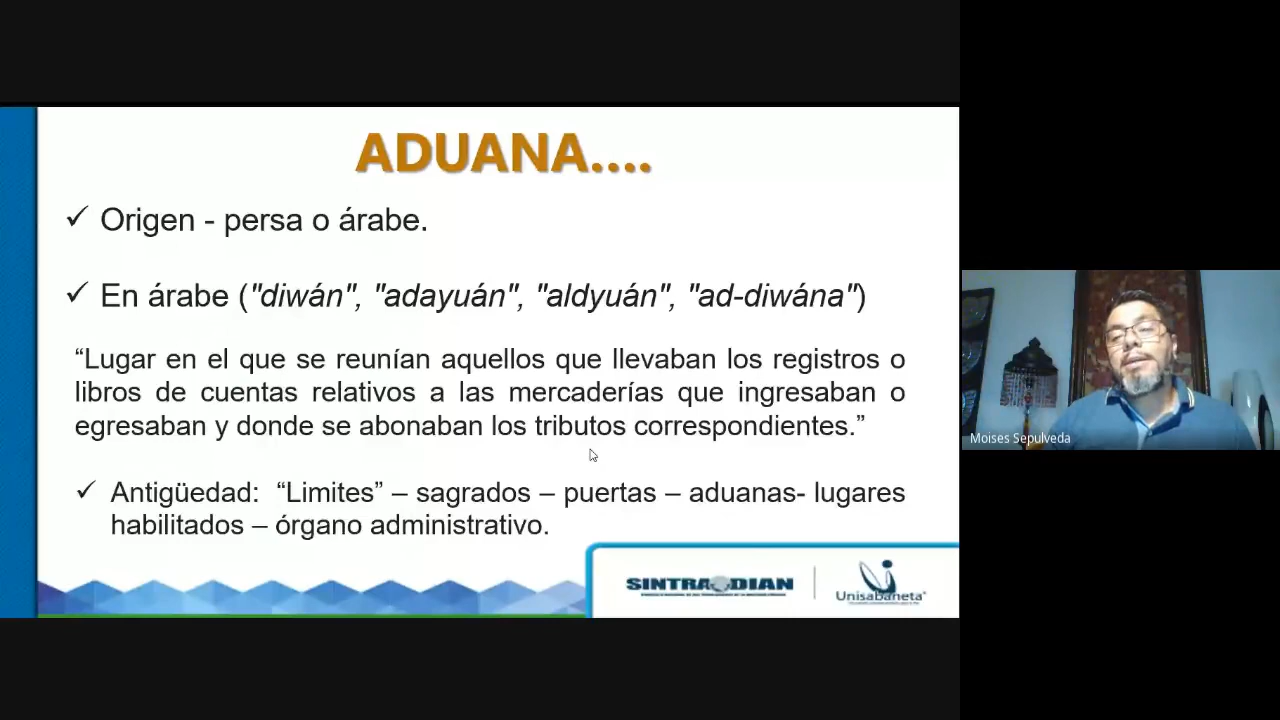 ADUANA....
✓ Origen - persa o árabe.
✓ En árabe ("diwán", "adayuán", "aldyuán", "ad-diwána")
“Lugar en el que se reunían aquellos que llevaban los registros o
libros de cuentas relativos a las mercaderías que ingresaban o
egresaban y donde se abonaban los tributos correspondientes.”
✓ Antigüedad: “Limites” – sagrados – puertas – aduanas- lugares
habilitados – órgano administrativo.
SINTRADIAN
Unisabaneta
Moises Sepulveda